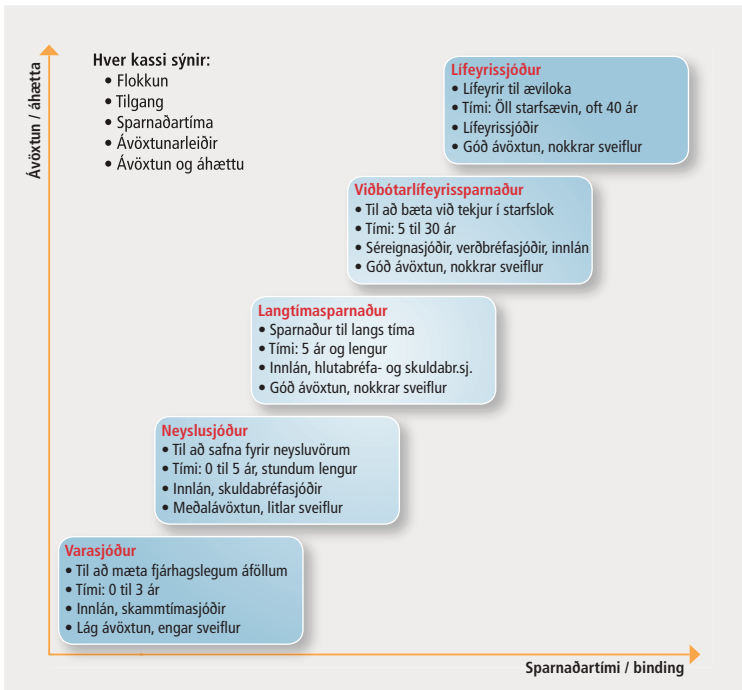 Ávöxtun / áhætta
Hver kassi sýnir:
• Flokkun
• Tilgang
• Sparnaðartíma
• Ávöxtunarleiðir
• Ávöxtun og áhættu
Lífeyrissjóður
• Lífeyrir til æviloka
• Tími: Öll starfsævin, oft 40 ár
• Lífeyrissjóðir
• Góð ávöxtun, nokkrar sveiflur
Viðbótarlífeyrissparnaður
• Til að bæta við tekjur í starfslok
• Tími: 5 til 30 ár
• Séreignasjóðir, verðbréfasjóðir, innlán
• Góð ávöxtun, nokkrar sveiflur
Langtímasparnaður
• Sparnaður til langs tíma
• Tími: 5 ár og lengur
• Innlán, hlutabréfa- og skuldabr.sj.
• Góð ávöxtun, nokkrar sveiflur
Neyslusjóður
• Til að safna fyrir neysluvörum
• Tími: 0 til 5 ár, stundum lengur
• Innlán, skuldabréfasjóðir
• Meðalávöxtun, litlar sveiflur
Varasjóður
• Til að mæta fjárhagslegum áföllum
• Tími: 0 til 3 ár
• Innlán, skammtímasjóðir
• Lág ávöxtun, engar sveiflur
Sparnaðartími / binding